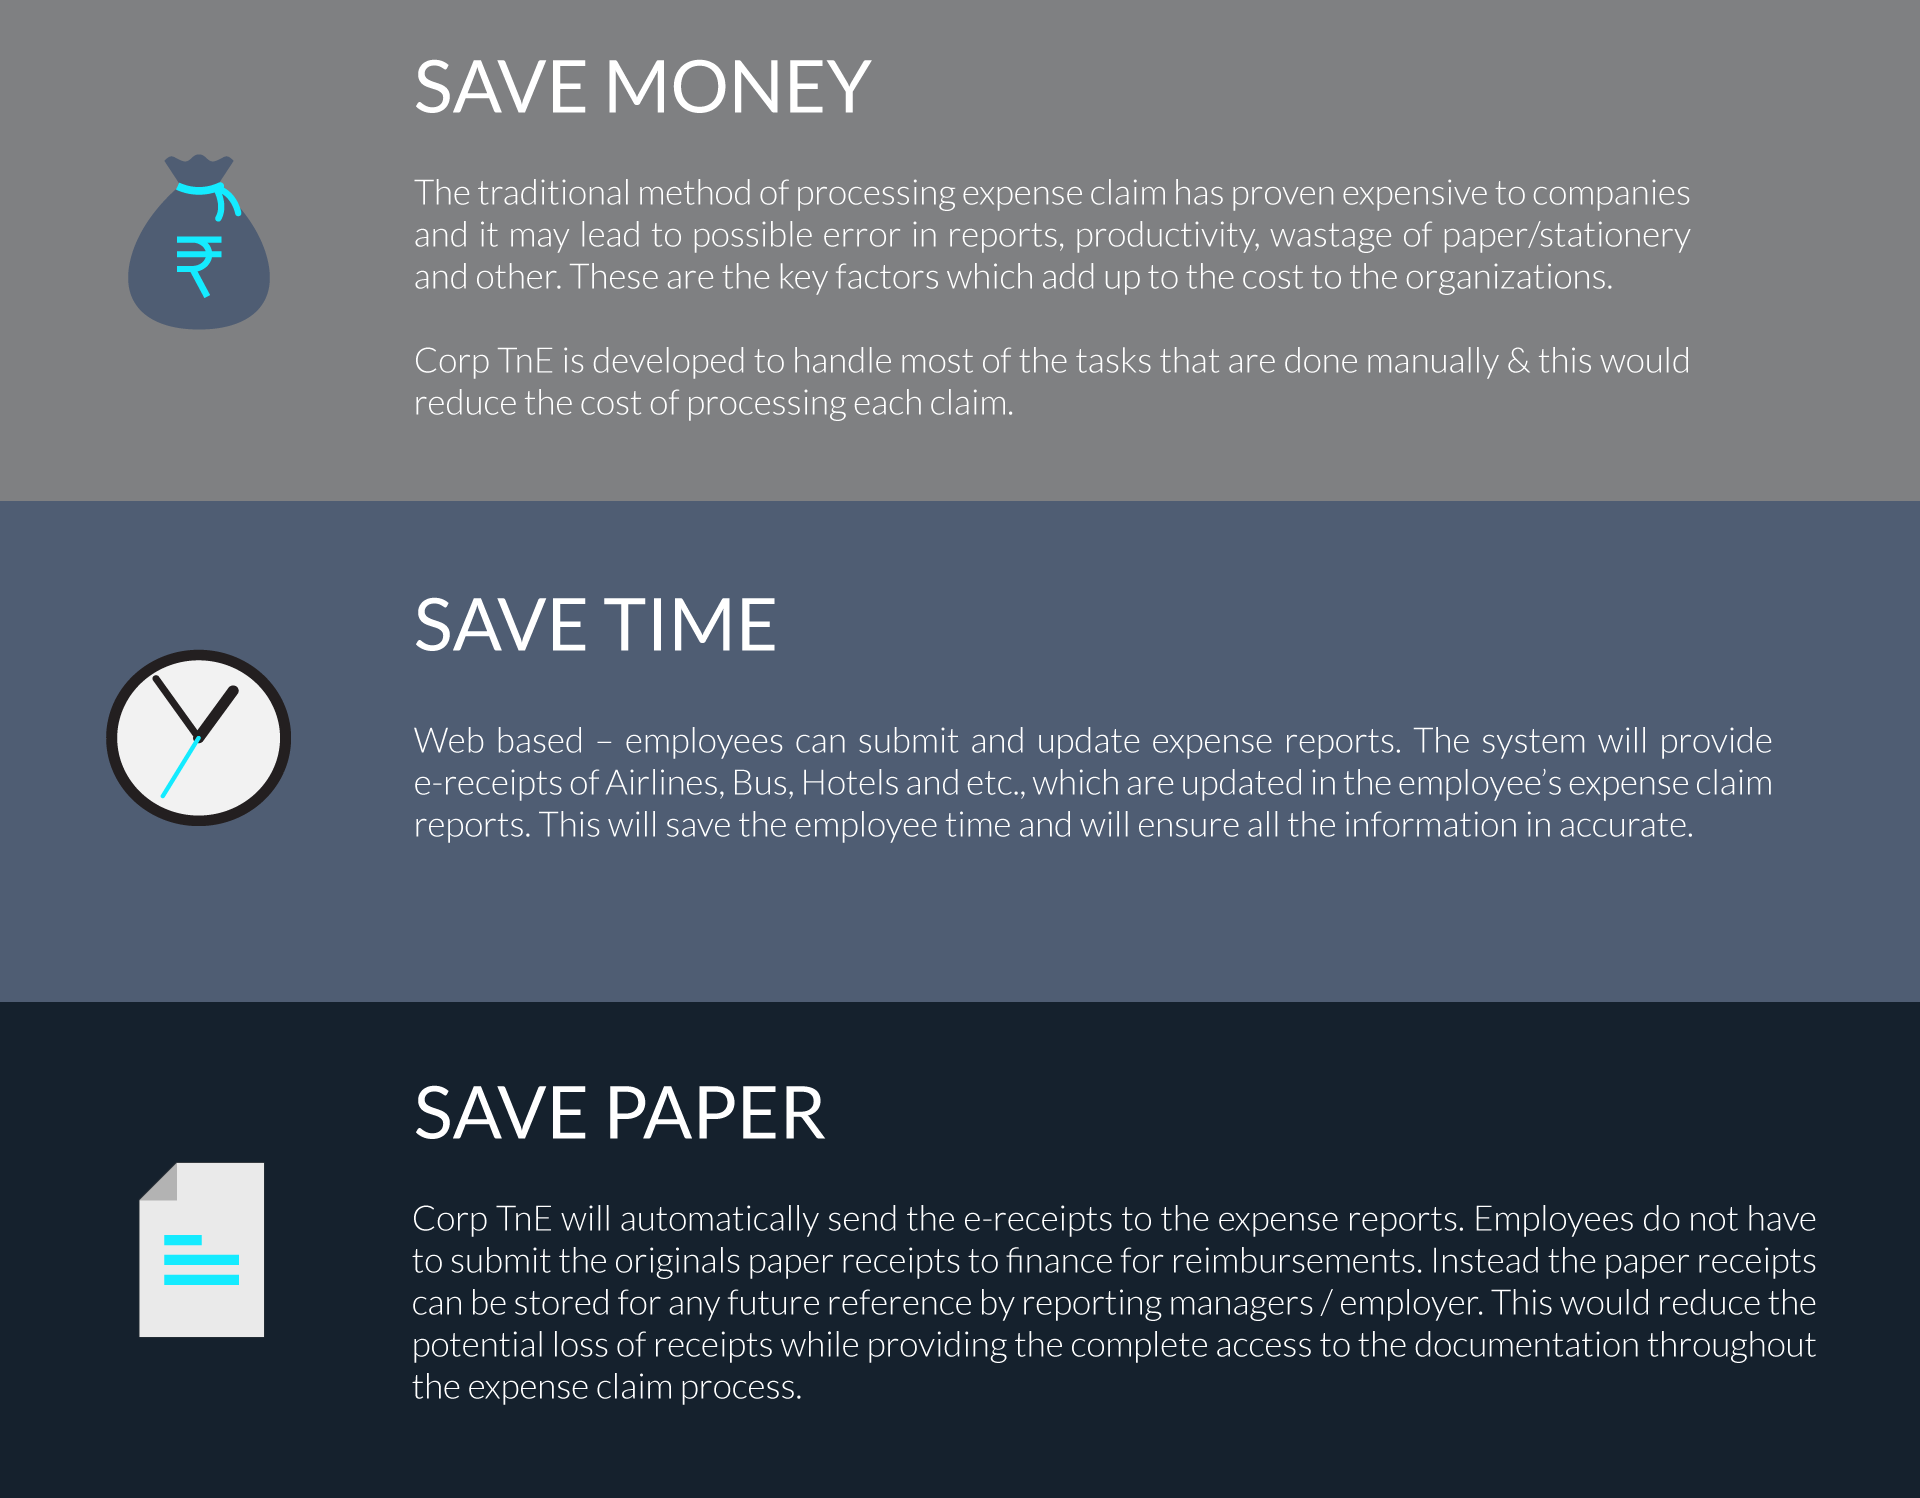 SAVE MONEY
The traditional method of processing expense claim has proven expensive to companies
and it may lead to possible error in reports, productivity, wastage of paper/stationery
and other. These are the key factors which add up to the cost to the organizations.
Corp TnE is developed to handle most of the tasks that are done manually & this would
reduce the cost of processing each claim.
₹
SAVE TIME
Web based – employees can submit and update expense reports. The system will provide
e-receipts of Airlines, Bus, Hotels and etc., which are updated in the employee’s expense claim
reports. This will save the employee time and will ensure all the information in accurate.
SAVE PAPER
Corp TnE will automatically send the e-receipts to the expense reports. Employees do not have
to submit the originals paper receipts to finance for reimbursements. Instead the paper receipts
can be stored for any future reference by reporting managers / employer. This would reduce the
potential loss of receipts while providing the complete access to the documentation throughout
the expense claim process.